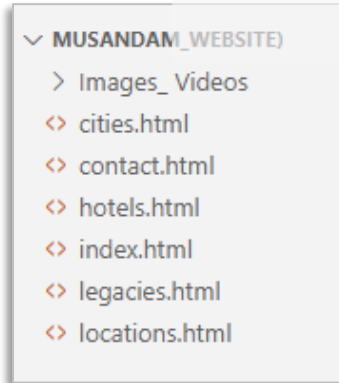 MUSANDAM_WEBSITE)
Images_ Videos
cities.html
contact.html
hotels.html
index.html
legacies.html
locations.html